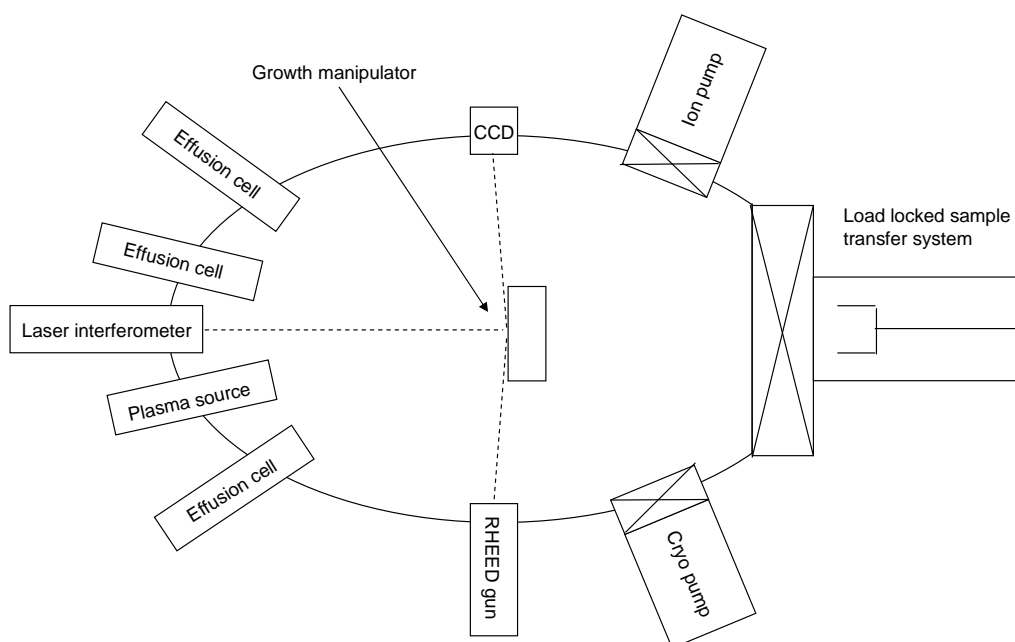 Growth manipulator
CCD
Ion pump
Effusion cell
Effusion cell
Load locked sample
transfer system
Laser interferometer
Plasma source
Effusion cell
RHEED gun
Cryo pump